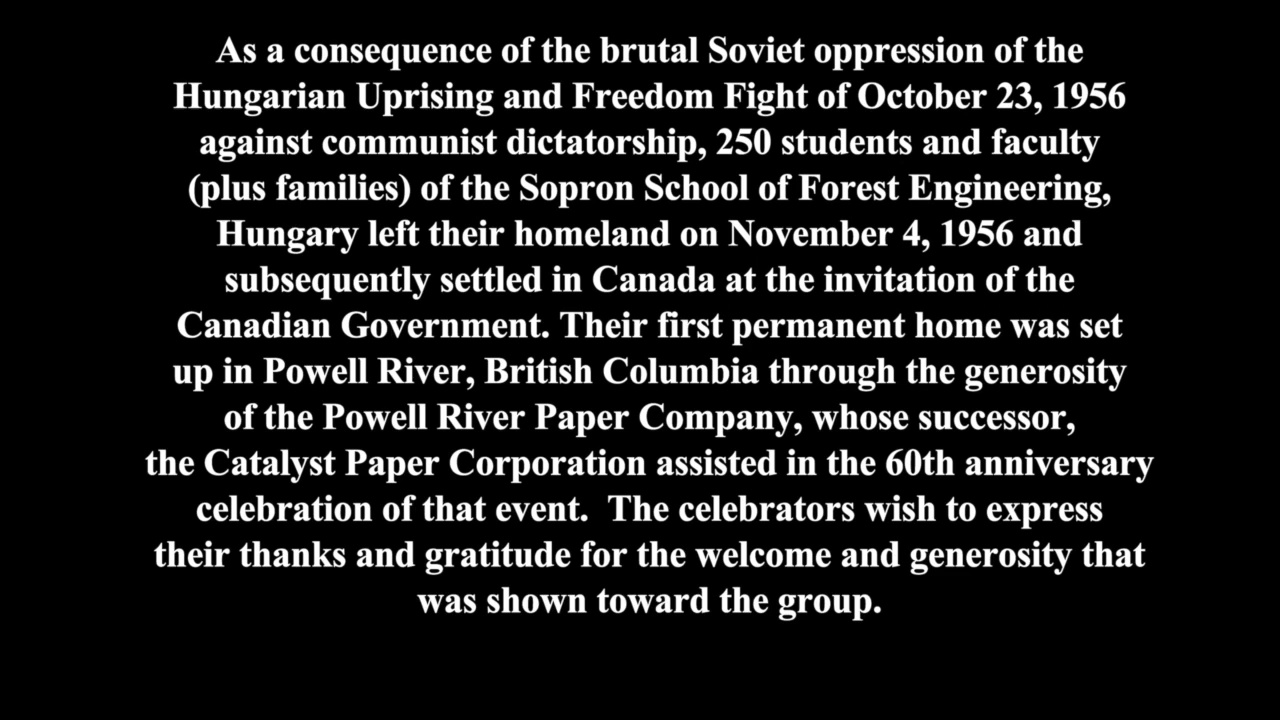 As a consequence of the brutal Soviet oppression of the
Hungarian Uprising and Freedom Fight of October 23, 1956
against communist dictatorship, 250 students and faculty
(plus families) of the Sopron School of Forest Engineering,
Hungary left their homeland on November 4, 1956 and
subsequently settled in Canada at the invitation of the
Canadian Government. Their first permanent home was set
up in Powell River, British Columbia through the generosity
of the Powell River Paper Company, whose successor,
the Catalyst Paper Corporation assisted in the 60th anniversary
celebration of that event.  The celebrators wish to express
their thanks and gratitude for the welcome and generosity that
was shown toward the group.